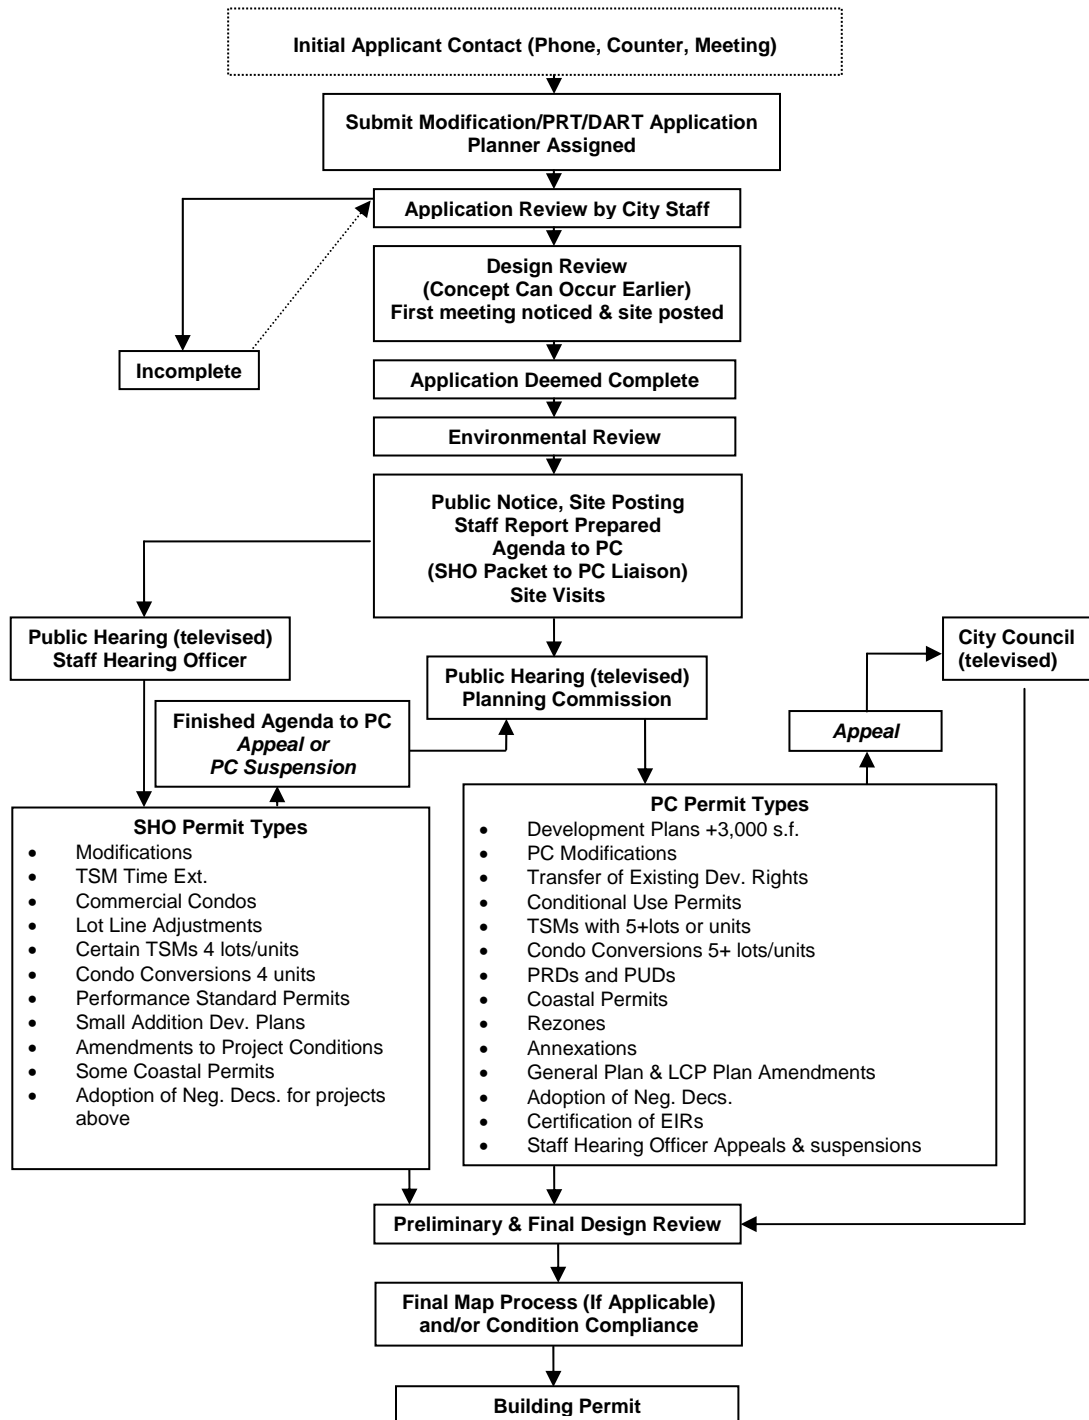 Initial Applicant Contact (Phone, Counter, Meeting)
Submit Modification/PRT/DART Application
Planner Assigned
Application Review by City Staff
Design Review
(Concept Can Occur Earlier)
First meeting noticed & site posted
Incomplete
Application Deemed Complete
Environmental Review
Public Notice, Site Posting
Staff Report Prepared
Agenda to PC
(SHO Packet to PC Liaison)
Site Visits
Public Hearing (televised)
Staff Hearing Officer
Public Hearing (televised)
Planning Commission
City Council
(televised)
Finished Agenda to PC
Appeal or
PC Suspension
Appeal
SHO Permit Types
• Modifications
• TSM Time Ext.
• Commercial Condos
• Lot Line Adjustments
• Certain TSMs 4 lots/units
• Condo Conversions 4 units
• Performance Standard Permits
• Small Addition Dev. Plans
• Amendments to Project Conditions
• Some Coastal Permits
• Adoption of Neg. Decs. for projects
above
PC Permit Types
• Development Plans +3,000 s.f.
• PC Modifications
• Transfer of Existing Dev. Rights
• Conditional Use Permits
• TSMs with 5+lots or units
• Condo Conversions 5+ lots/units
• PRDs and PUDs
• Coastal Permits
• Rezones
• Annexations
• General Plan & LCP Plan Amendments
• Adoption of Neg. Decs.
• Certification of EIRs
• Staff Hearing Officer Appeals & suspensions
Preliminary & Final Design Review
Final Map Process (If Applicable)
and/or Condition Compliance
Building Permit